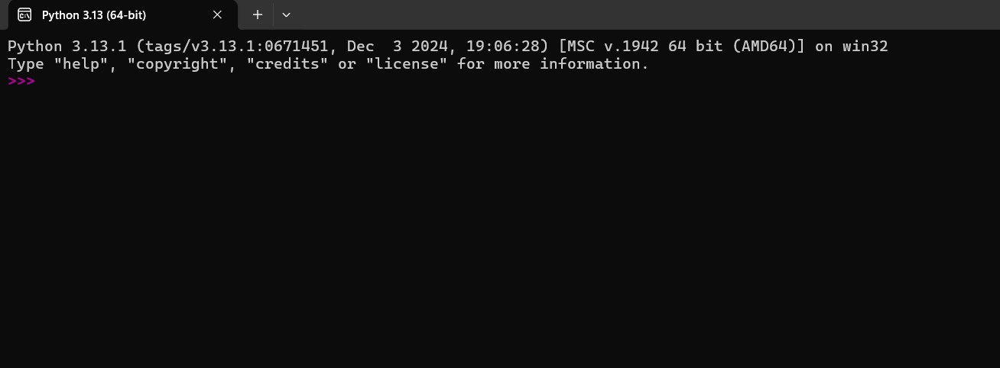 Python 3.13 (64-bit)
Python 3.13.1 (tags/v3.13.1:0671451, Dec  3 2024, 19:06:28) [MSC v.1942 64 bit (AMD64)] on win32
Type "help", "copyright", "credits" or "license" for more information.
>>>